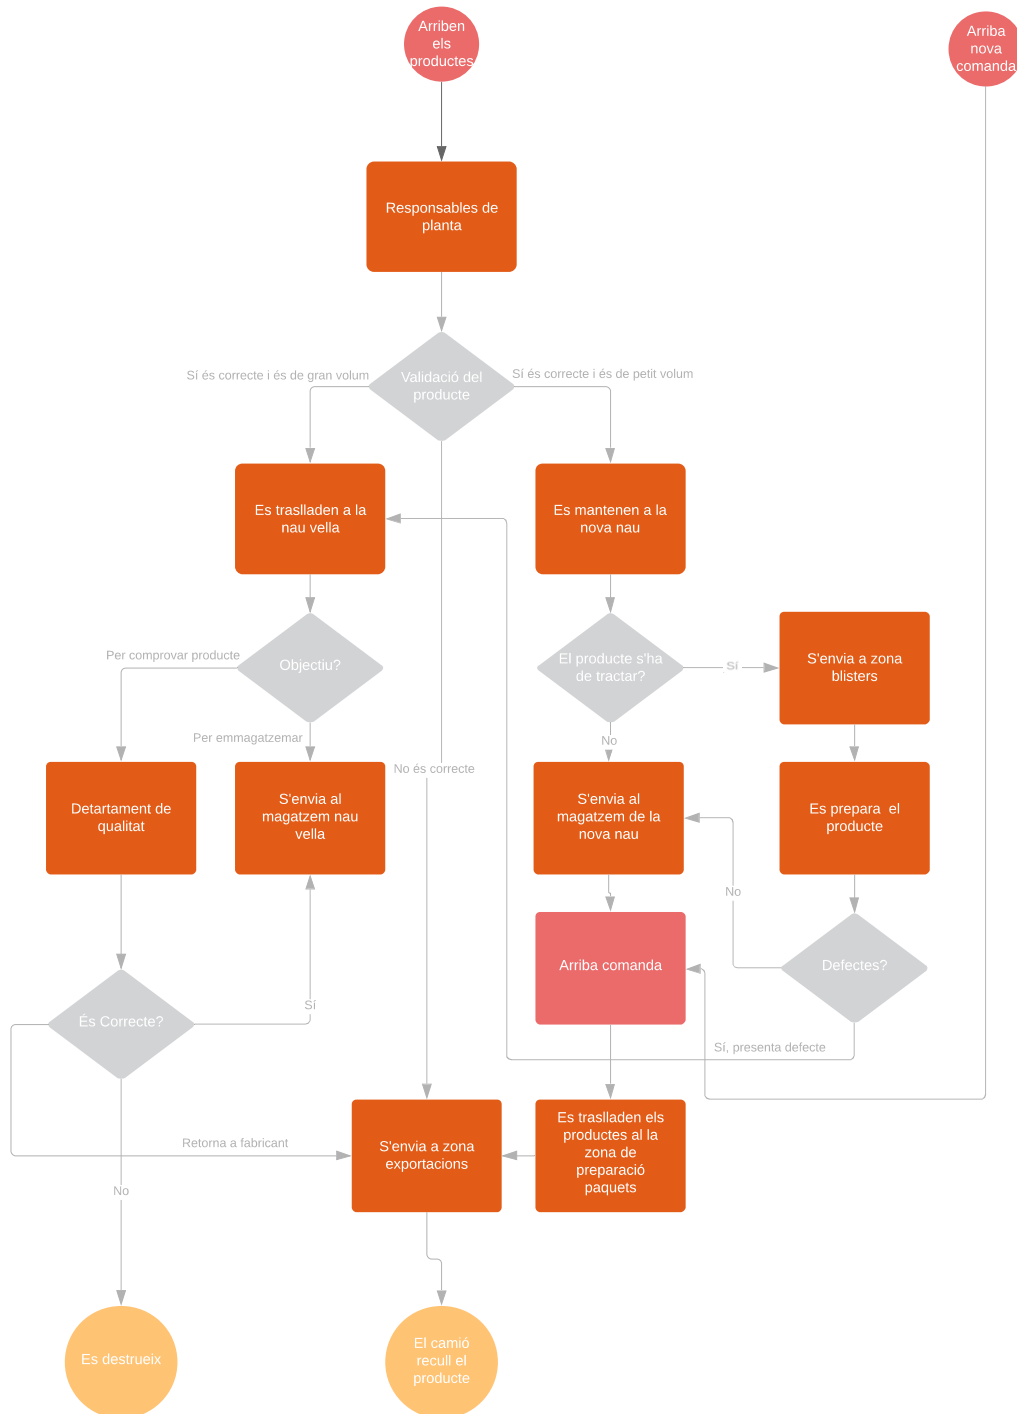 Arriben
els
productes
Arriba
nova
comanda
Responsables de
planta
Sí és correcte i és de gran volum
Validació del
producte
Sí és correcte i és de petit volum
Es traslladen a la
nau vella
Es mantenen a la
nova nau
Per comprovar producte
Objectiu?
El producte s'ha
de tractar?
Sí
S'envia a zona
blisters
Per emmagatzemar
No
No és correcte
Detartament de
qualitat
S'envia al
magatzem nau
vella
S'envia al
magatzem de la
nova nau
Es prepara  el
producte
No
Arriba comanda
Defectes?
Sí
És Correcte?
Sí, presenta defecte
Retorna a fabricant
S'envia a zona
exportacions
Es traslladen els
productes al la
zona de
preparació
paquets
No
Es destrueix
El camió
recull el
producte